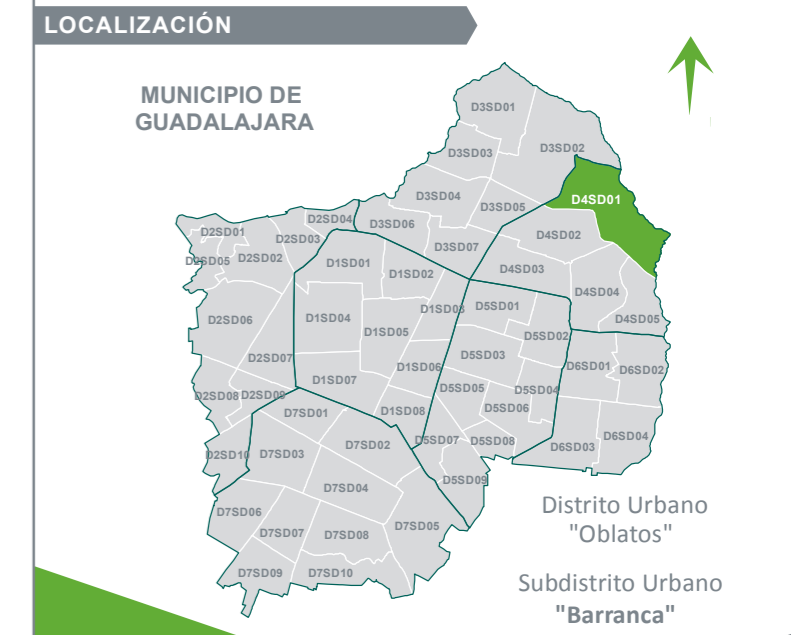 LOCALIZACIÓN
MUNICIPIO DE
GUADALAJARA
D3SD01
D3SD02
D3SD03
D3SD04
D4SD01
D3SD05
D2SD04
D3SD06
D2SD01
D2SD03
D4SD02
D3SD07
D2SD05
D2SD02
D1SD01
D1SD02
D4SD03
D4SD04
D1SD03
D5SD01
D2SD06
D1SD04
D1SD05
D4SD05
D5SD02
D2SD07
D5SD03
D1SD06
D6SD01
D6SD02
D1SD07
D5SD05
D5SD04
D2SD08
D2SD09
D5SD06
D7SD01
D1SD08
D7SD02
D5SD07
D5SD08
D6SD04
D6SD03
D2SD10
D7SD03
D5SD09
D7SD04
D7SD06
D7SD05
D7SD07
D7SD08
D7SD09
D7SD10
Distrito Urbano
"Oblatos"
Subdistrito Urbano
"Barranca"